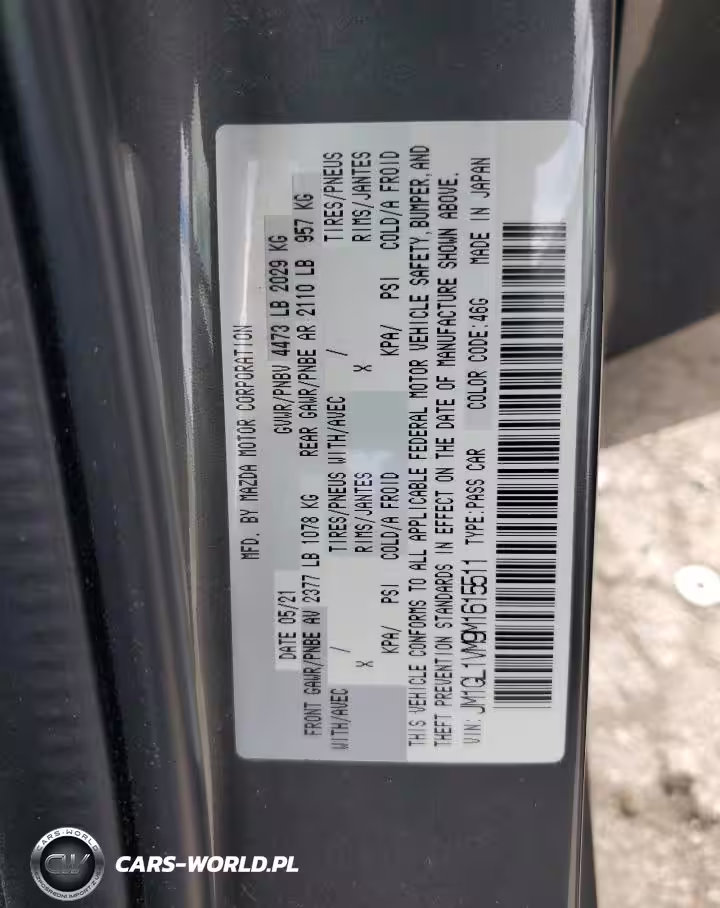 MFD. BY MAZDA MOTOR CORPORATION
DATE 05/21 GVWR/PNBV 4473 LB 2029 KG
FRONT GAWR/PNBE AV 2377 LB 1078 KG REAR GAWR/PNBE AR 2110 LB 957 KG
WITH/AVEC / TIRES/PNEUS WITH/AVEC / TIRES/PNEUS
X RIMS/JANTES X RIMS/JANTES
KPA/ PSI COLD/A FROID KPA/ PSI COLD/A FROID
THIS VEHICLE CONFORMS TO ALL APPLICABLE FEDERAL MOTOR VEHICLE SAFETY, BUMPER, AND
THEFT PREVENTION STANDARDS IN EFFECT ON THE DATE OF MANUFACTURE SHOWN ABOVE.
VIN: JM1GL1VM9M1615511 TYPE:PASS CAR COLOR CODE:46G MADE IN JAPAN
CARS-WORLD
CW
CARS-WORLD.PL